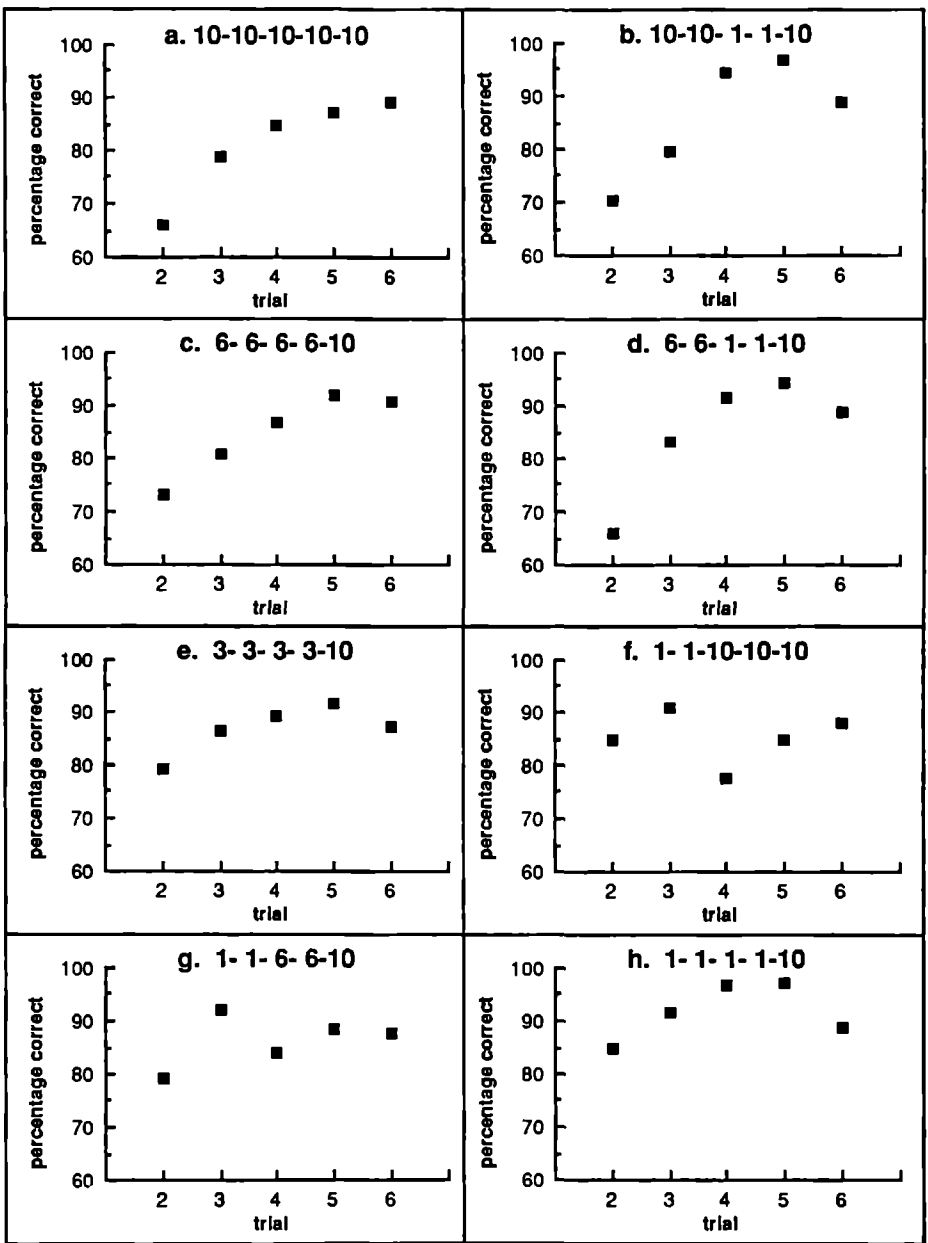 a. 10-10-10-10-10
percentage correct
100
90
80
70
60
2 3 4 5 6
trial
b. 10-10- 1- 1-10
percentage correct
100
90
80
70
60
2 3 4 5 6
trial
c. 6- 6- 6- 6-10
percentage correct
100
90
80
70
60
2 3 4 5 6
trial
d. 6- 6- 1- 1-10
percentage correct
100
90
80
70
60
2 3 4 5 6
trial
e. 3- 3- 3- 3-10
percentage correct
100
90
80
70
60
2 3 4 5 6
trial
f. 1- 1-10-10-10
percentage correct
100
90
80
70
60
2 3 4 5 6
trial
g. 1- 1- 6- 6-10
percentage correct
100
90
80
70
60
2 3 4 5 6
trial
h. 1- 1- 1- 1-10
percentage correct
100
90
80
70
60
2 3 4 5 6
trial